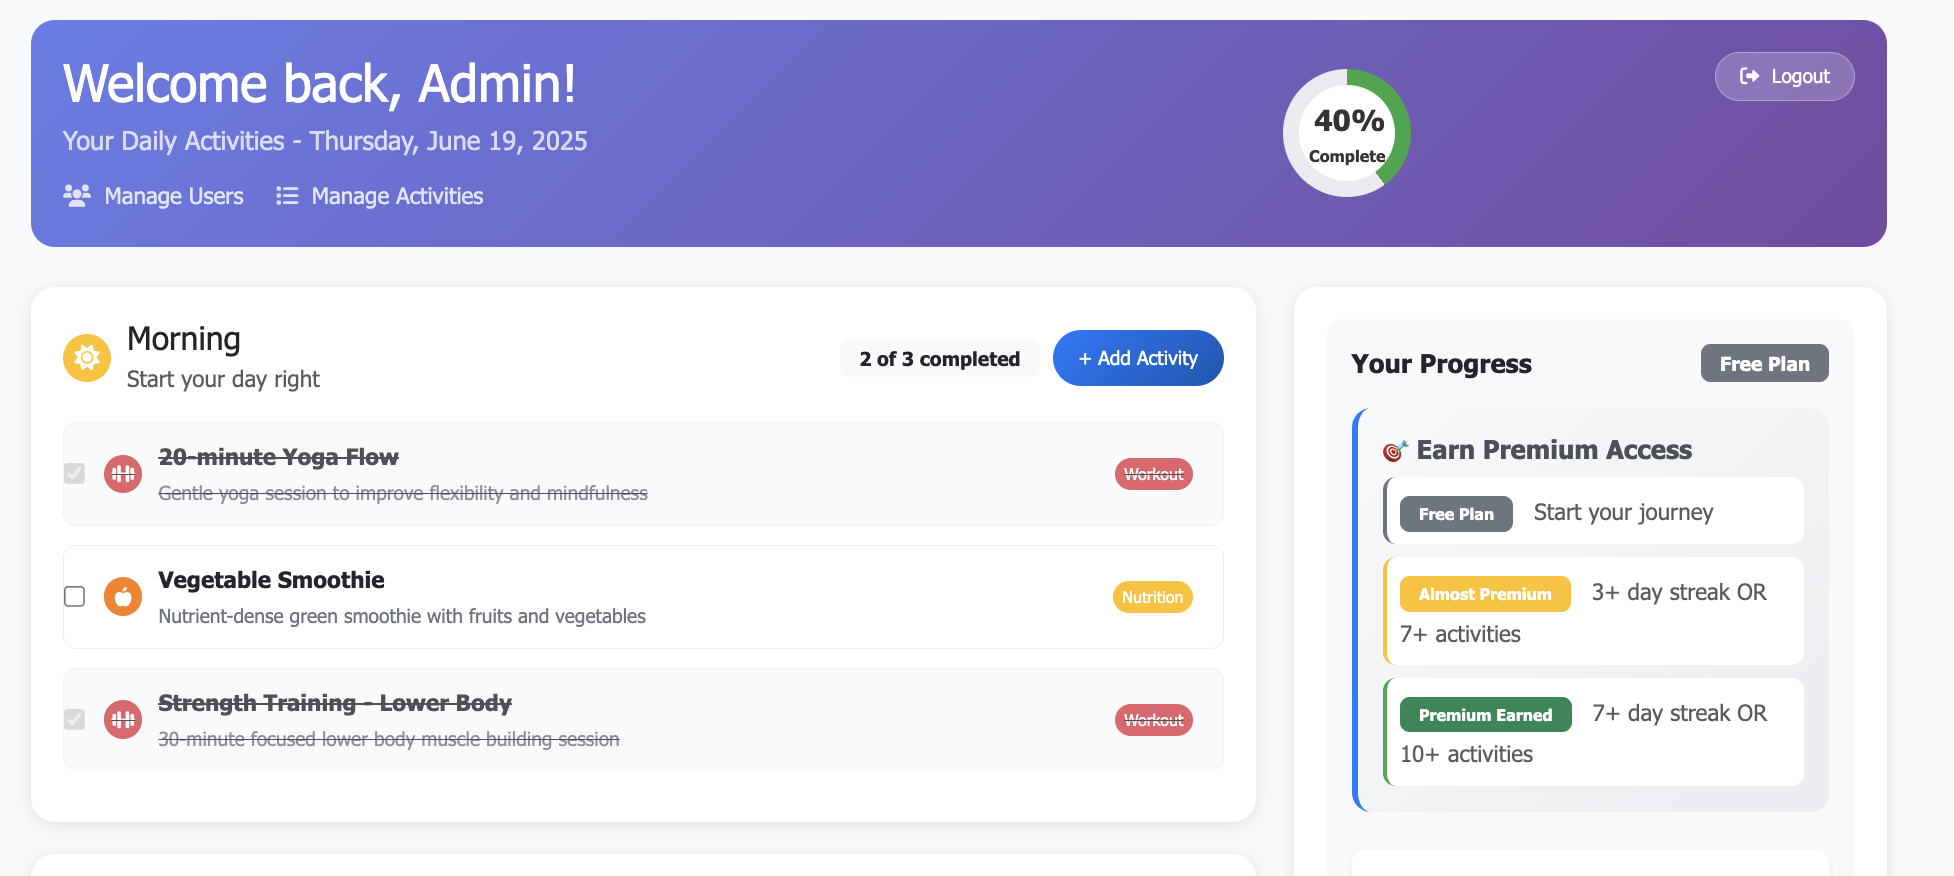 Welcome back, Admin!
Your Daily Activities - Thursday, June 19, 2025
Manage Users
Manage Activities
40%
Complete
Logout
Morning
Start your day right
2 of 3 completed
+ Add Activity
20-minute Yoga Flow
Gentle yoga session to improve flexibility and mindfulness
Workout
Vegetable Smoothie
Nutrient-dense green smoothie with fruits and vegetables
Nutrition
Strength Training - Lower Body
30-minute focused lower body muscle building session
Workout
Your Progress
Free Plan
🎯 Earn Premium Access
Free Plan Start your journey
Almost Premium 3+ day streak OR
7+ activities
Premium Earned 7+ day streak OR
10+ activities